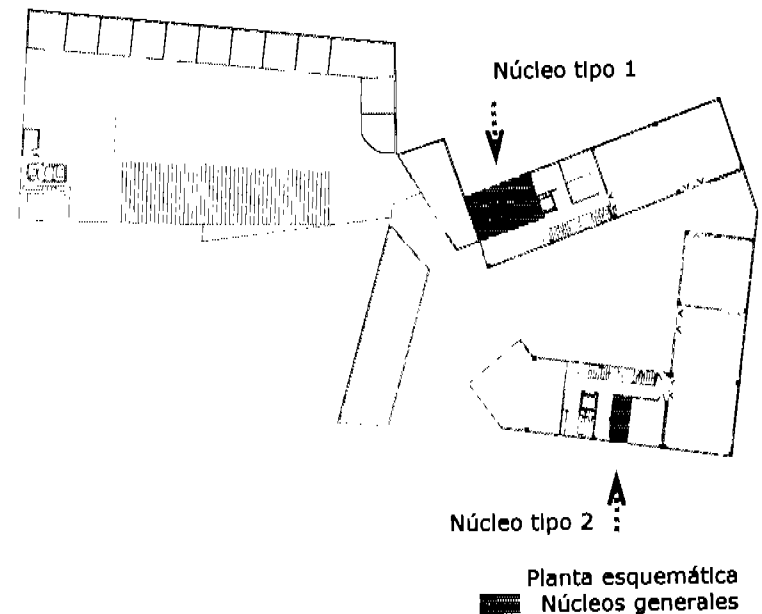 Núcleo tipo 1
Núcleo tipo 2
Planta esquemática
Núcleos generales